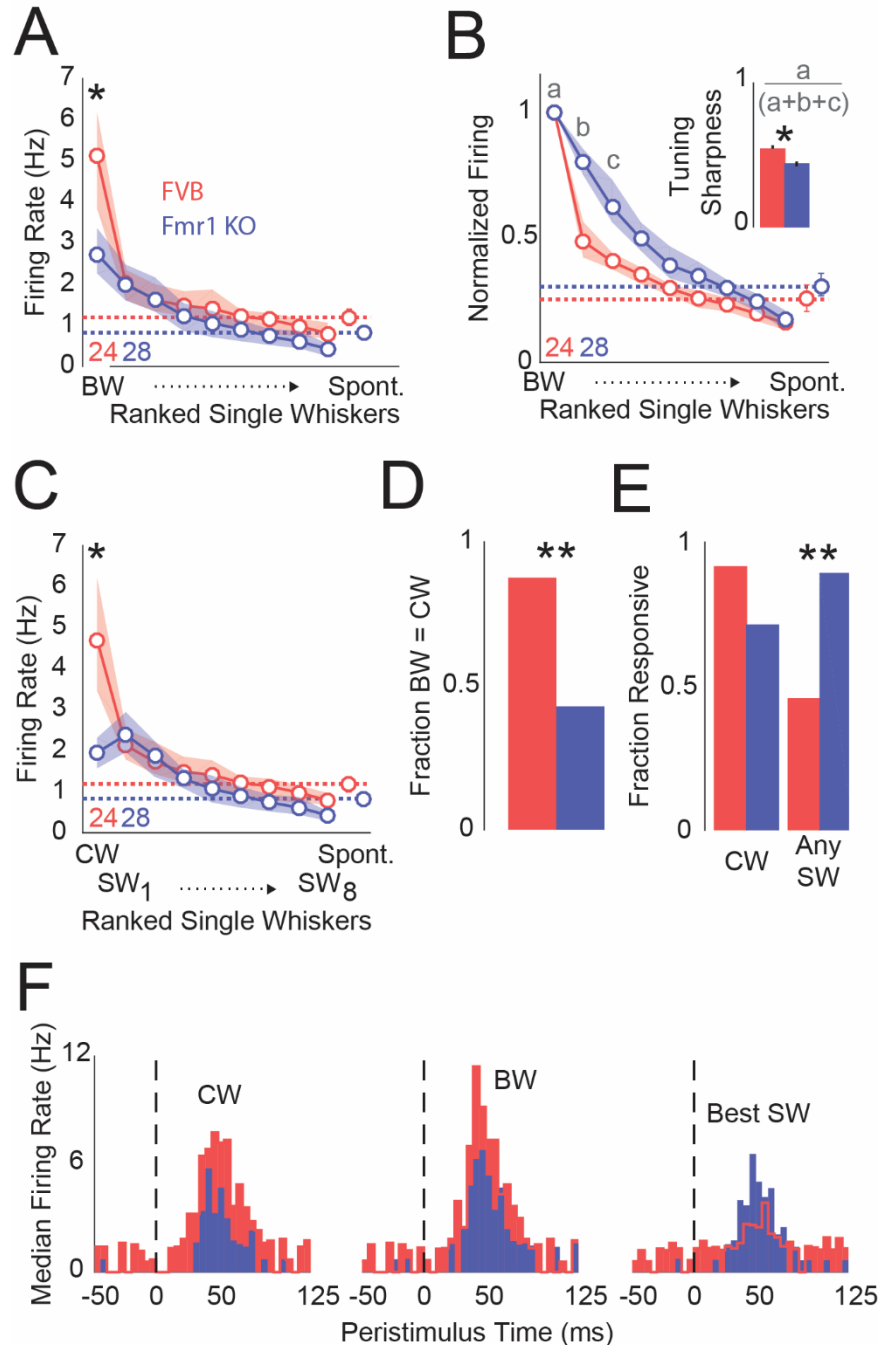 A
7
6
5
4
3
2
1
0
Firing Rate (Hz)
*
FVB
Fmr1 KO
24 28
BW
Spont.
Ranked Single Whiskers
B
1
0.5
0
Normalized Firing
a
b
c
24 28
BW
Spont.
Ranked Single Whiskers
1
0
Tuning
Sharpness
a
(a+b+c)
*
C
7
6
5
4
3
2
1
0
Firing Rate (Hz)
*
24 28
CW
Spont.
SW1
SW8
Ranked Single Whiskers
D
1
0.5
0
Fraction BW = CW
**
E
1
0.5
0
Fraction Responsive
**
CW
Any
SW
F
12
6
0
Median Firing Rate (Hz)
CW
BW
Best SW
-50 0 50 125
-50 0 50 125
-50 0 50 125
Peristimulus Time (ms)